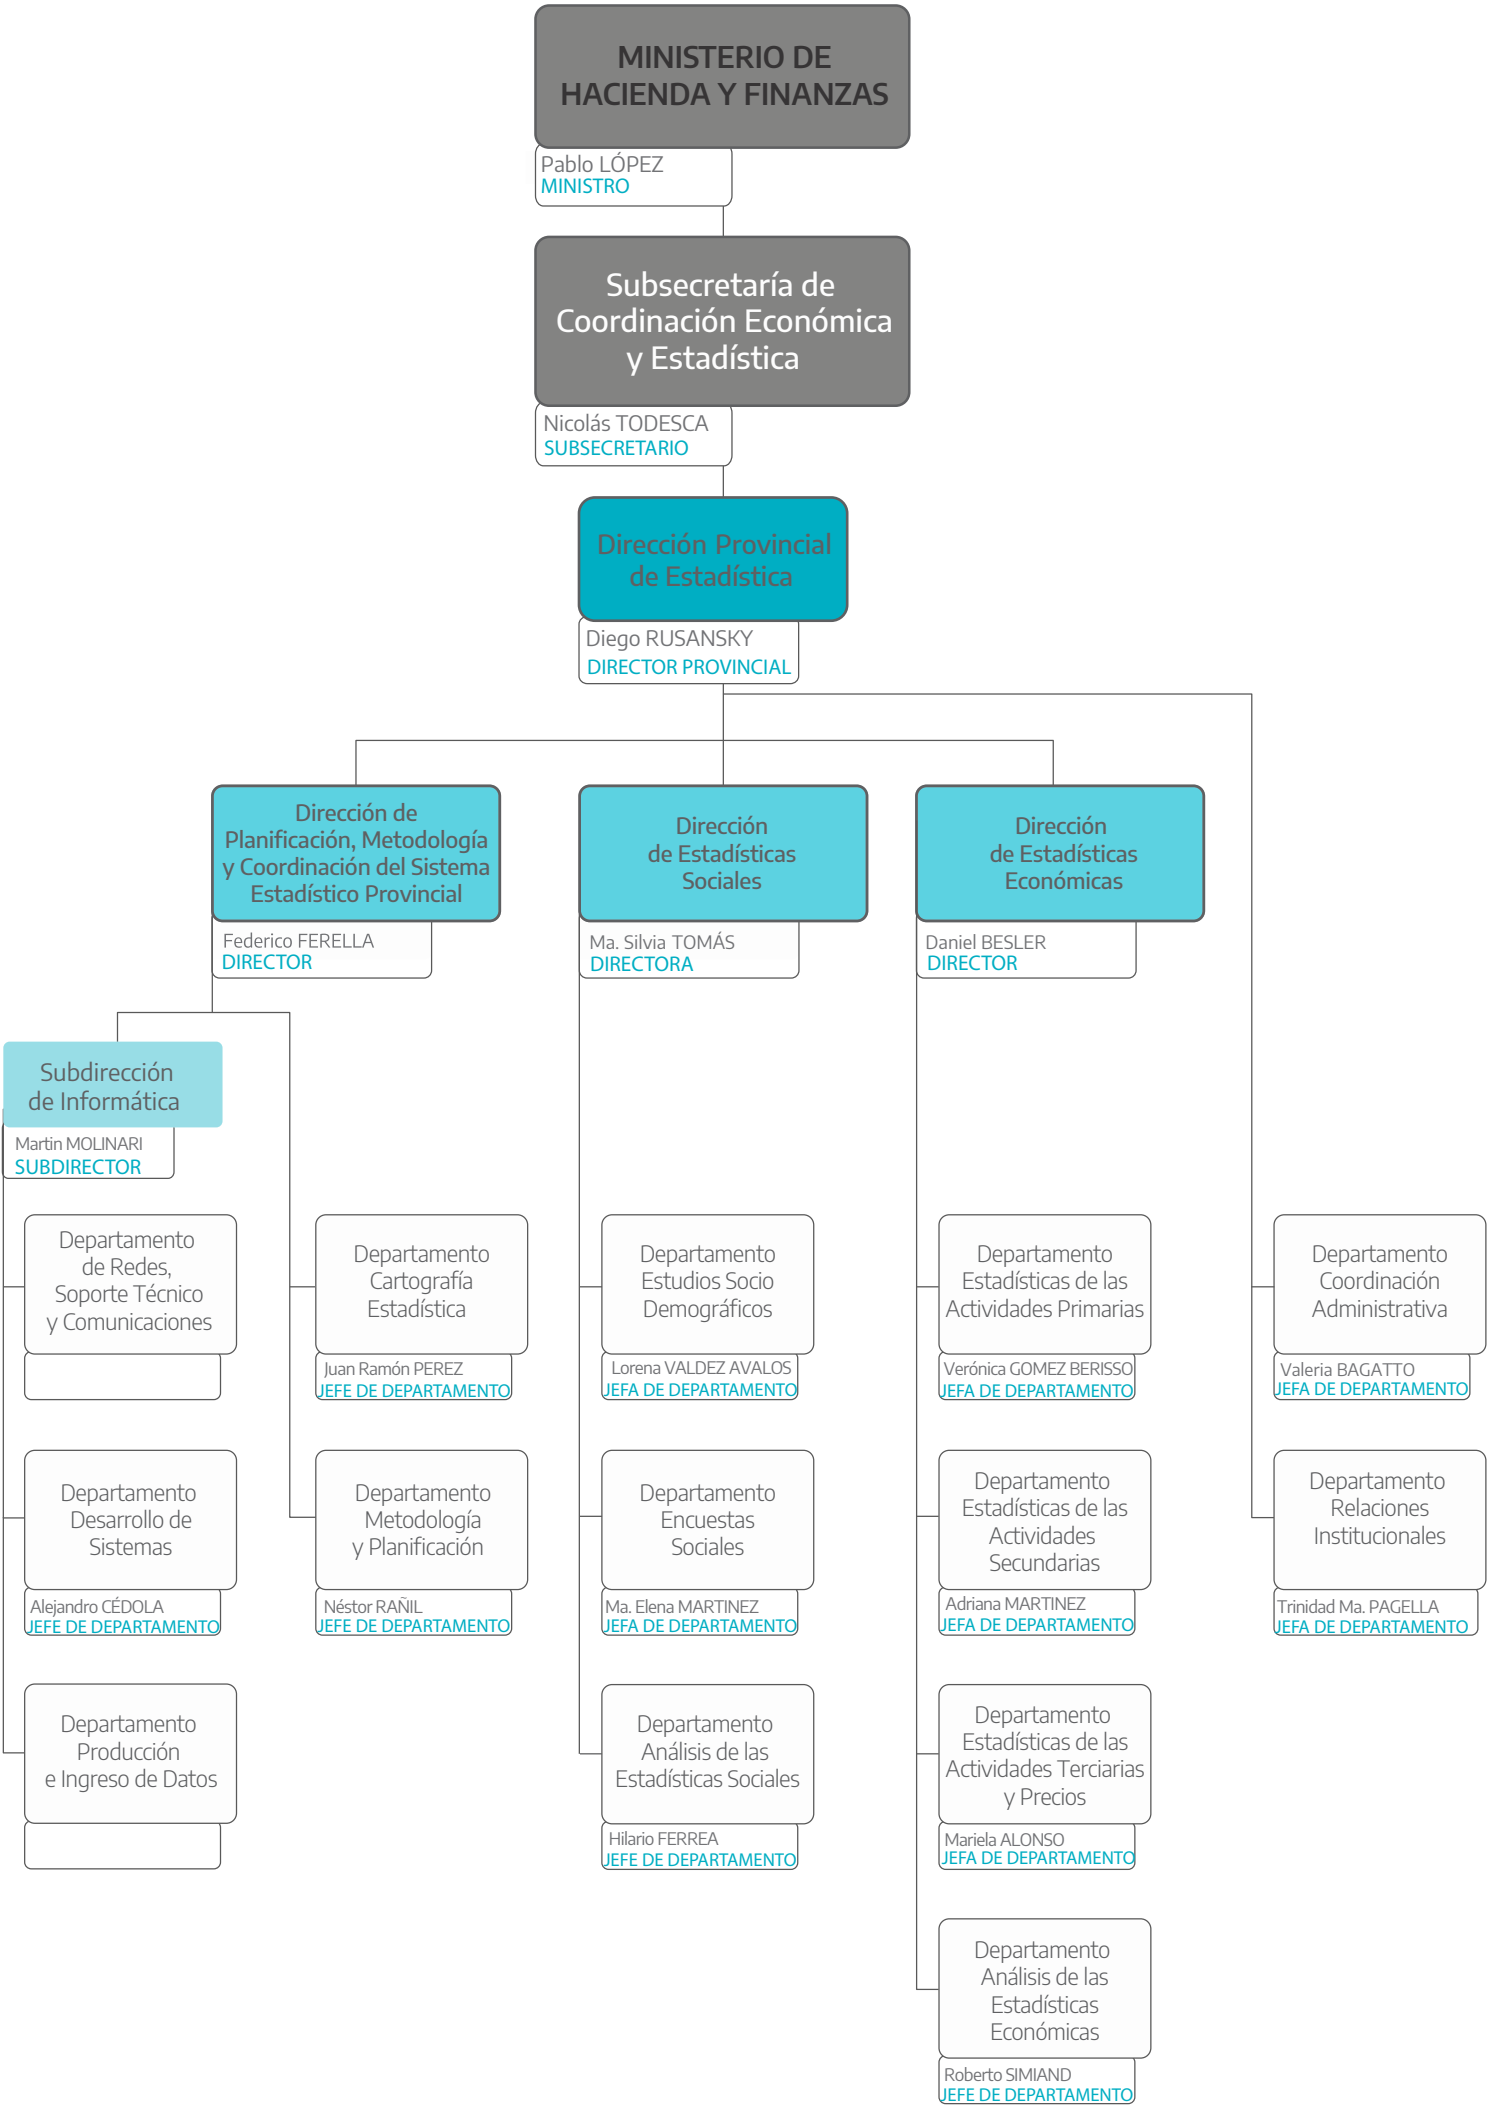 MINISTERIO DE
HACIENDA Y FINANZAS
Pablo LÓPEZ
MINISTRO
Subsecretaría de
Coordinación Económica
y Estadística
Nicolás TODESCA
SUBSECRETARIO
Dirección Provincial
de Estadística
Diego RUSANSKY
DIRECTOR PROVINCIAL
Dirección de
Planificación, Metodología
y Coordinación del Sistema
Estadístico Provincial
Federico FERELLA
DIRECTOR
Dirección
de Estadísticas
Sociales
Ma. Silvia TOMÁS
DIRECTORA
Dirección
de Estadísticas
Económicas
Daniel BESLER
DIRECTOR
Subdirección
de Informática
Martin MOLINARI
SUBDIRECTOR
Departamento
de Redes,
Soporte Técnico
y Comunicaciones
Departamento
Cartografía
Estadística
Juan Ramón PEREZ
JEFE DE DEPARTAMENTO
Departamento
Estudios Socio
Demográficos
Lorena VALDEZ AVALOS
JEFA DE DEPARTAMENTO
Departamento
Estadísticas de las
Actividades Primarias
Verónica GOMEZ BERISSO
JEFA DE DEPARTAMENTO
Departamento
Coordinación
Administrativa
Valeria BAGATTO
JEFA DE DEPARTAMENTO
Departamento
Desarrollo de
Sistemas
Alejandro CÉDOLA
JEFE DE DEPARTAMENTO
Departamento
Metodología
y Planificación
Néstor RAÑIL
JEFE DE DEPARTAMENTO
Departamento
Encuestas
Sociales
Ma. Elena MARTINEZ
JEFA DE DEPARTAMENTO
Departamento
Estadísticas de las
Actividades
Secundarias
Adriana MARTINEZ
JEFA DE DEPARTAMENTO
Departamento
Relaciones
Institucionales
Trinidad Ma. PAGELLA
JEFA DE DEPARTAMENTO
Departamento
Producción
e Ingreso de Datos
Departamento
Análisis de las
Estadísticas Sociales
Hilario FERREA
JEFE DE DEPARTAMENTO
Departamento
Estadísticas de las
Actividades Terciarias
y Precios
Mariela ALONSO
JEFA DE DEPARTAMENTO
Departamento
Análisis de las
Estadísticas
Económicas
Roberto SIMIAND
JEFE DE DEPARTAMENTO